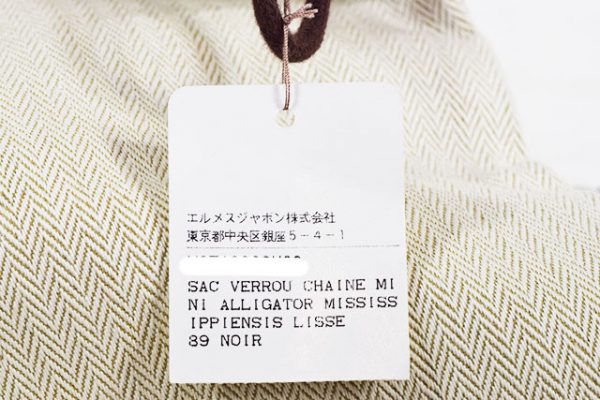 エルメスジャポン株式会社
東京都中央区銀座5-4-1
SAC VERROU CHAINE MI
NI ALLIGATOR MISSISS
IPPIENSIS LISSE
89 NOIR